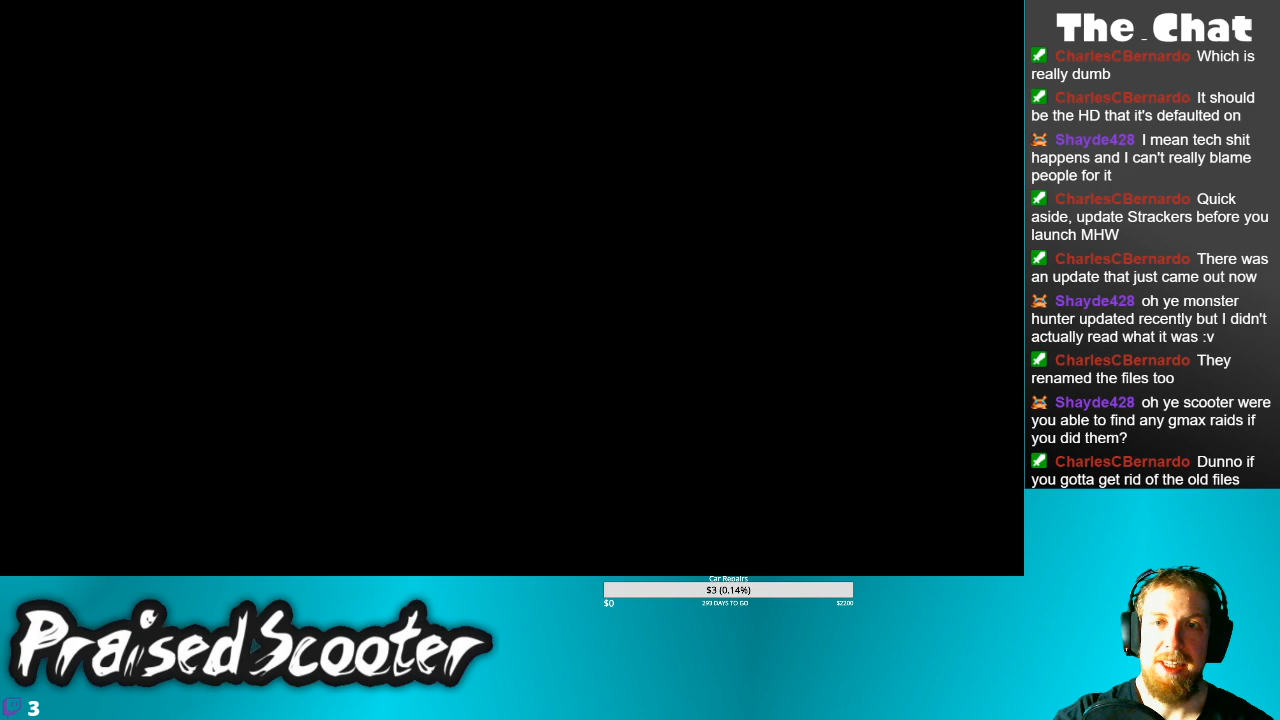 The Chat
CharlesCBernardo Which is
really dumb
CharlesCBernardo It should
be the HD that it's defaulted on
Shayde428 I mean tech shit
happens and I can't really blame
people for it
CharlesCBernardo Quick
aside, update Strackers before you
launch MHW
CharlesCBernardo There was
an update that just came out now
Shayde428 oh ye monster
hunter updated recently but I didn't
actually read what it was :v
CharlesCBernardo They
renamed the files too
Shayde428 oh ye scooter were
you able to find any gmax raids if
you did them?
CharlesCBernardo Dunno if
you gotta get rid of the old files
Car Repairs
$3 (0.14%)
$0 293 DAYS TO GO $2200
PraisedScooter
3